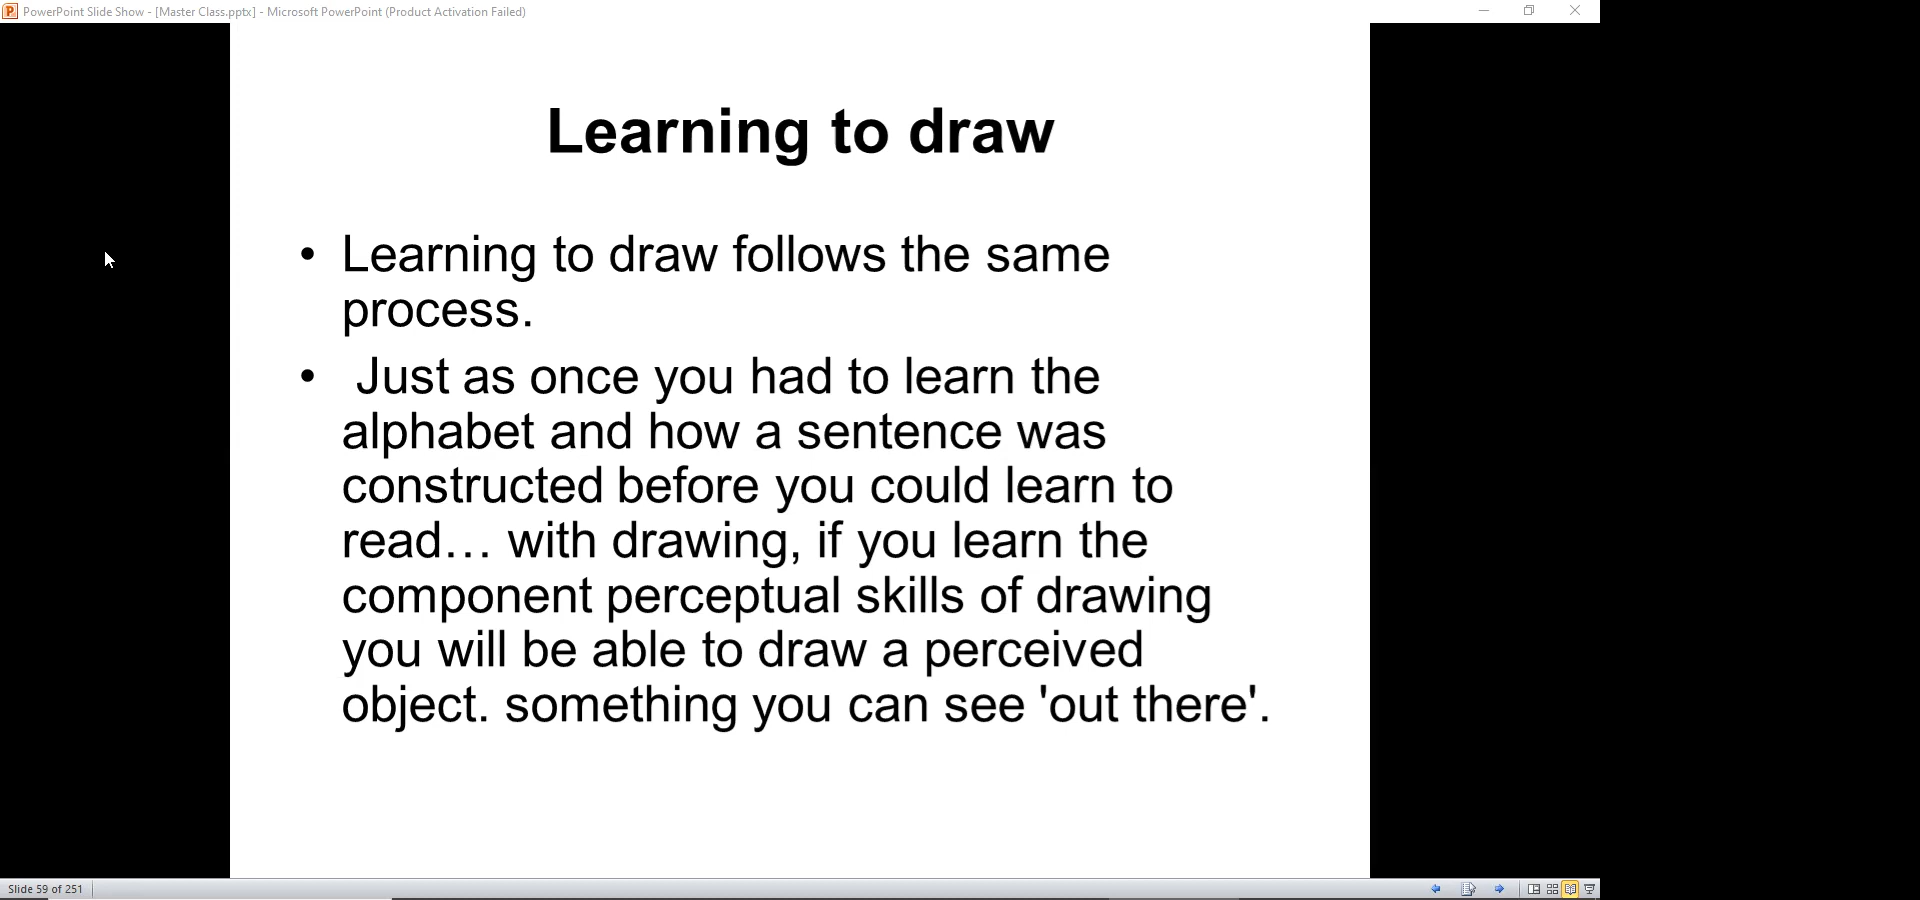 PowerPoint Slide Show - [Master Class.pptx] - Microsoft PowerPoint (Product Activation Failed)
Learning to draw
• Learning to draw follows the same
process.
• Just as once you had to learn the
alphabet and how a sentence was
constructed before you could learn to
read... with drawing, if you learn the
component perceptual skills of drawing
you will be able to draw a perceived
object. something you can see 'out there'.
Slide 59 of 251